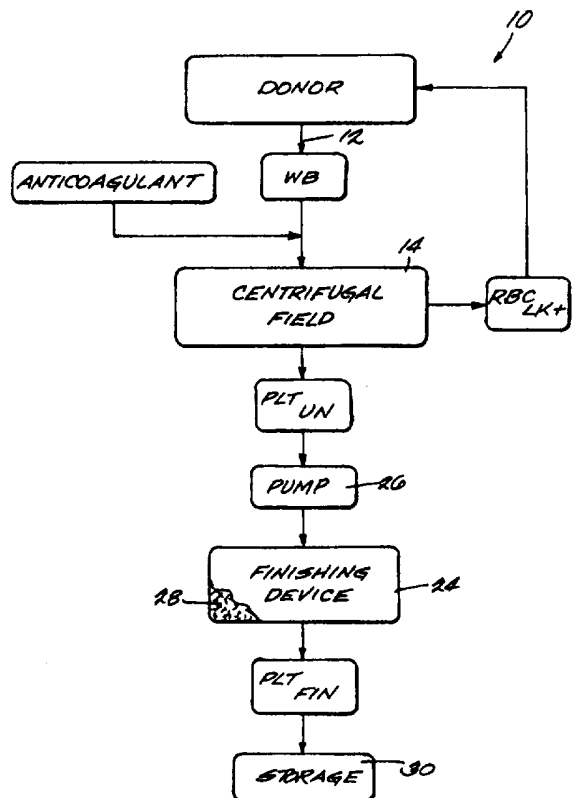 10
DONOR
12
WB
ANTICOAGULANT
14
CENTRIFUGAL
FIELD
RBC LK+
PLT UN
PUMP
26
FINISHING
DEVICE
24
28
PLT FIN
STORAGE
30